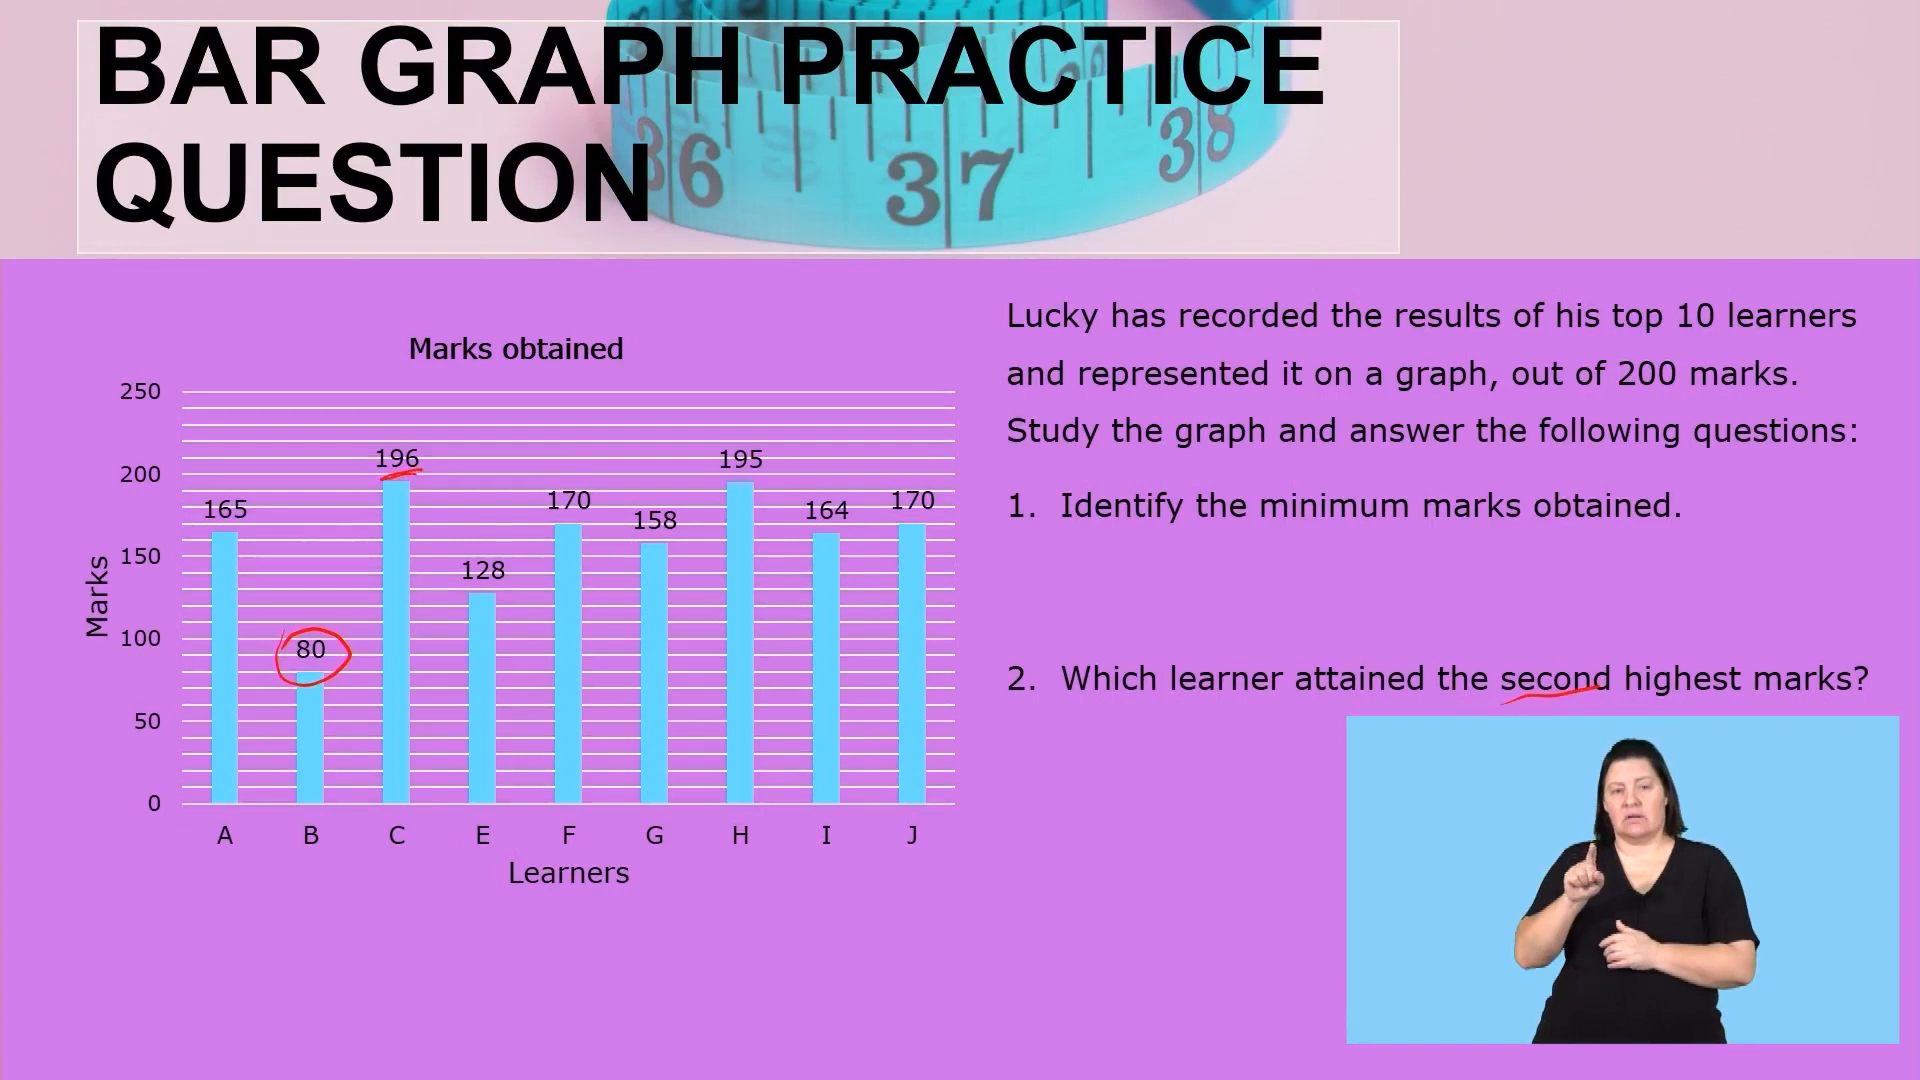 BAR GRAPH PRACTICE
QUESTION
36 37 38
Marks obtained
250
200
150
100
50
0
Marks
165
80
196
128
170
158
195
164
170
A B C E F G H I J
Learners
Lucky has recorded the results of his top 10 learners
and represented it on a graph, out of 200 marks.
Study the graph and answer the following questions:
1. Identify the minimum marks obtained.
2. Which learner attained the second highest marks?